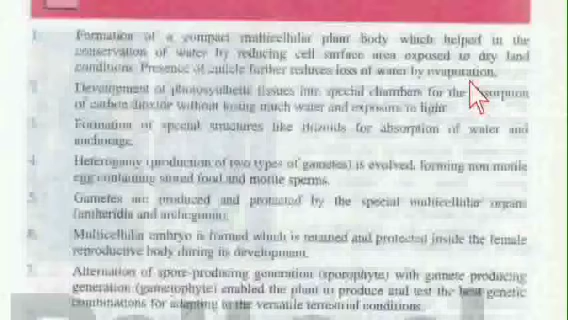 1. Formation of a compact multicellular plant body which helped in the
conservation of water by reducing cell surface area exposed to dry land
conditions. Presence of cuticle further reduces loss of water by evaporation.
2. Development of photosynthetic tissues into special chambers for the absorption
of carbon dioxide without losing much water and exposure to light.
3. Formation of special structures like rhizoids for absorption of water and
anchorage.
4. Heterogamy (production of two types of gametes) is evolved, forming non motile
egg containing stored food and motile sperms.
5. Gametes are produced and protected by the special multicellular organs
(antheridia and archegonia).
6. Multicellular embryo is formed which is retained and protected inside the female
reproductive body during its development.
7. Alternation of spore-producing generation (sporophyte) with gamete producing
generation (gametophyte) enabled the plant to produce and test the best genetic
combinations for adapting to the versatile terrestrial conditions.